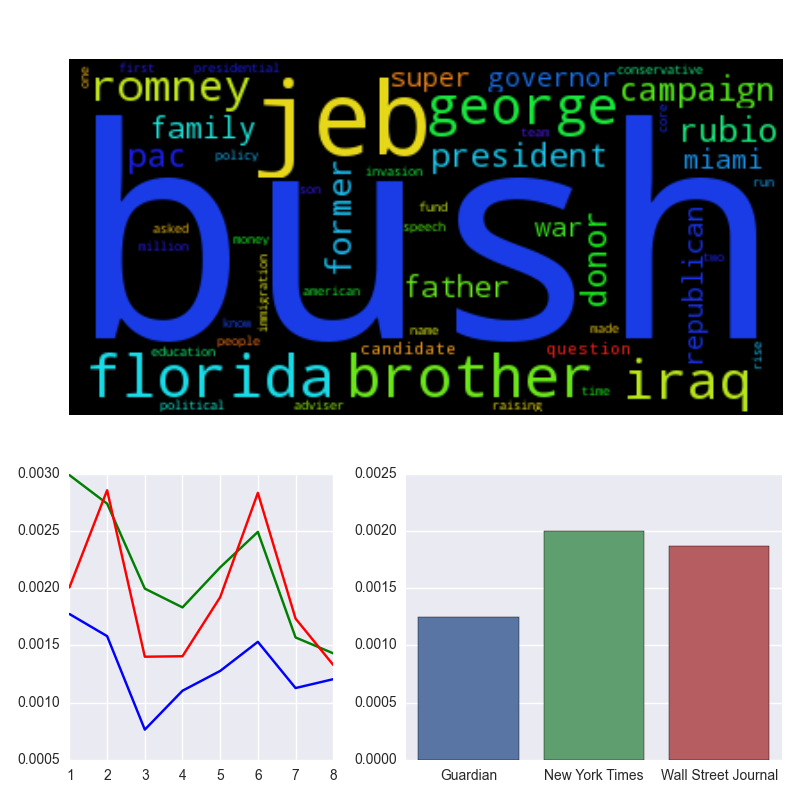 one first presidential conservative
romney jeb super governor campaign
george
family team core rubio
pac policy president miami
invasion run
son former
fund
asked speech war donor republican
million money two
immigration father
american
know name made
people
education candidate question rise
florida brother iraq
time
political adviser raising
bush
0.0030 0.0025
0.0025 0.0020
0.0020 0.0015
0.0015 0.0010
0.0010 0.0005
0.0005 0.0000
1 2 3 4 5 6 7 8 Guardian New York Times Wall Street Journal